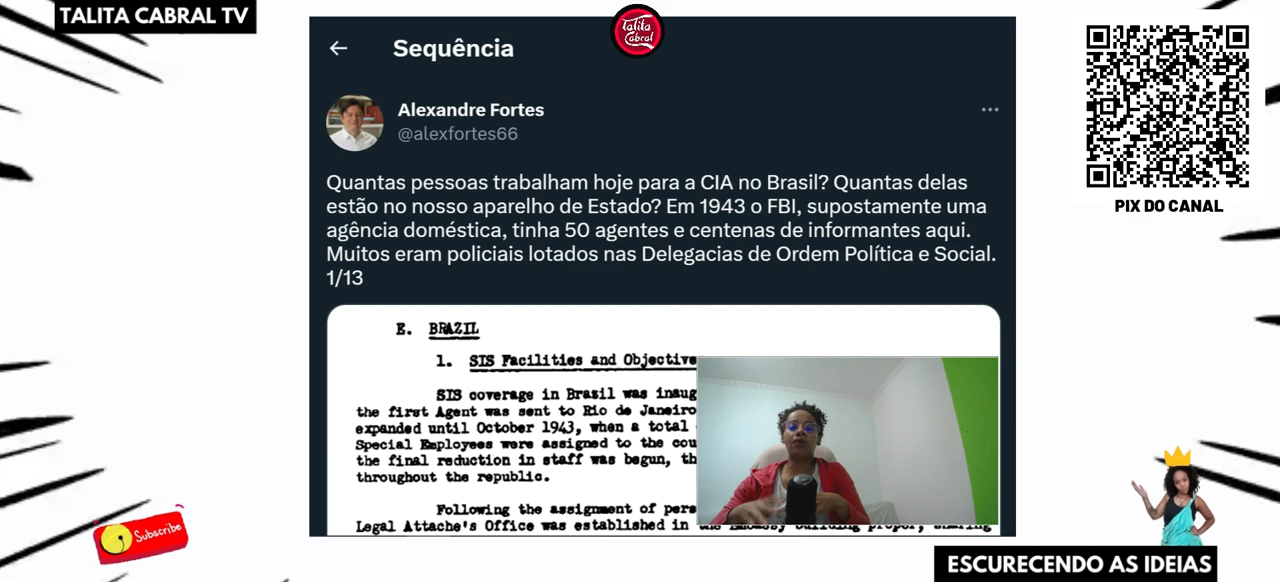 TALITA CABRAL TV
Talita
Cabral
Sequência
Alexandre Fortes
@alexfortes66
Quantas pessoas trabalham hoje para a CIA no Brasil? Quantas delas
estão no nosso aparelho de Estado? Em 1943 o FBI, supostamente uma
agência doméstica, tinha 50 agentes e centenas de informantes aqui.
Muitos eram policiais lotados nas Delegacias de Ordem Política e Social.
1/13
E. BRAZIL
1. SIS Facilities and Objective
SIS coverage in Brazil was inaug
the first Agent was sent to Rio de Janeiro
expanded until October 1943, when a total
Special Employees were assigned to the cou
the final reduction in staff was begun, th
throughout the republic.
Following the assignment of pers
Legal Attache's Office was established in the Embassy building proper, sharing
PIX DO CANAL
Subscribe
ESCURECENDO AS IDEIAS